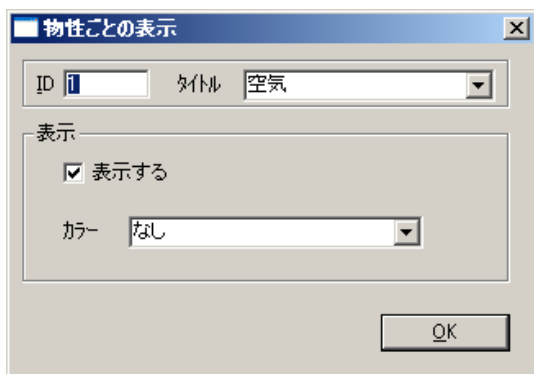 物性ごとの表示
ID 1 ﾀｲﾄﾙ 空気
表示
表示する
ｶﾗｰ なし
OK